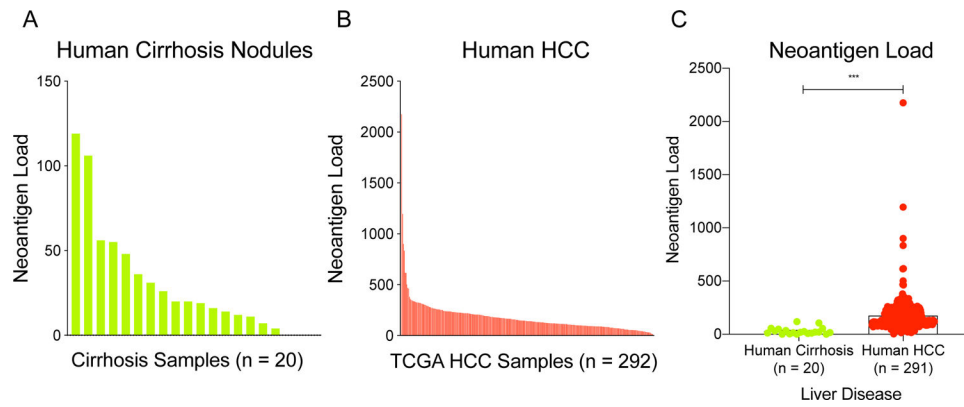 A
Human Cirrhosis Nodules
Neoantigen Load
150
100
50
0
Cirrhosis Samples (n = 20)
B
Human HCC
Neoantigen Load
2500
2000
1500
1000
500
0
TCGA HCC Samples (n = 292)
C
Neoantigen Load
***
Neoantigen Load
2500
2000
1500
1000
500
0
Human Cirrhosis
(n = 20)
Human HCC
(n = 291)
Liver Disease